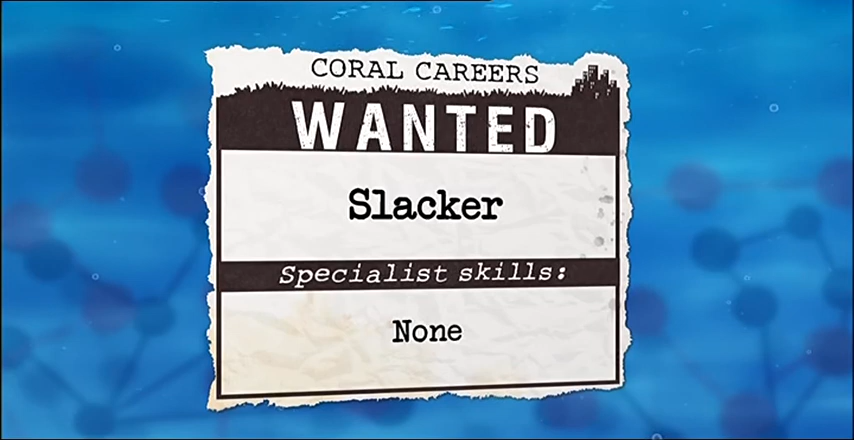 CORAL CAREERS
WANTED
Slacker
Specialist skills:
None